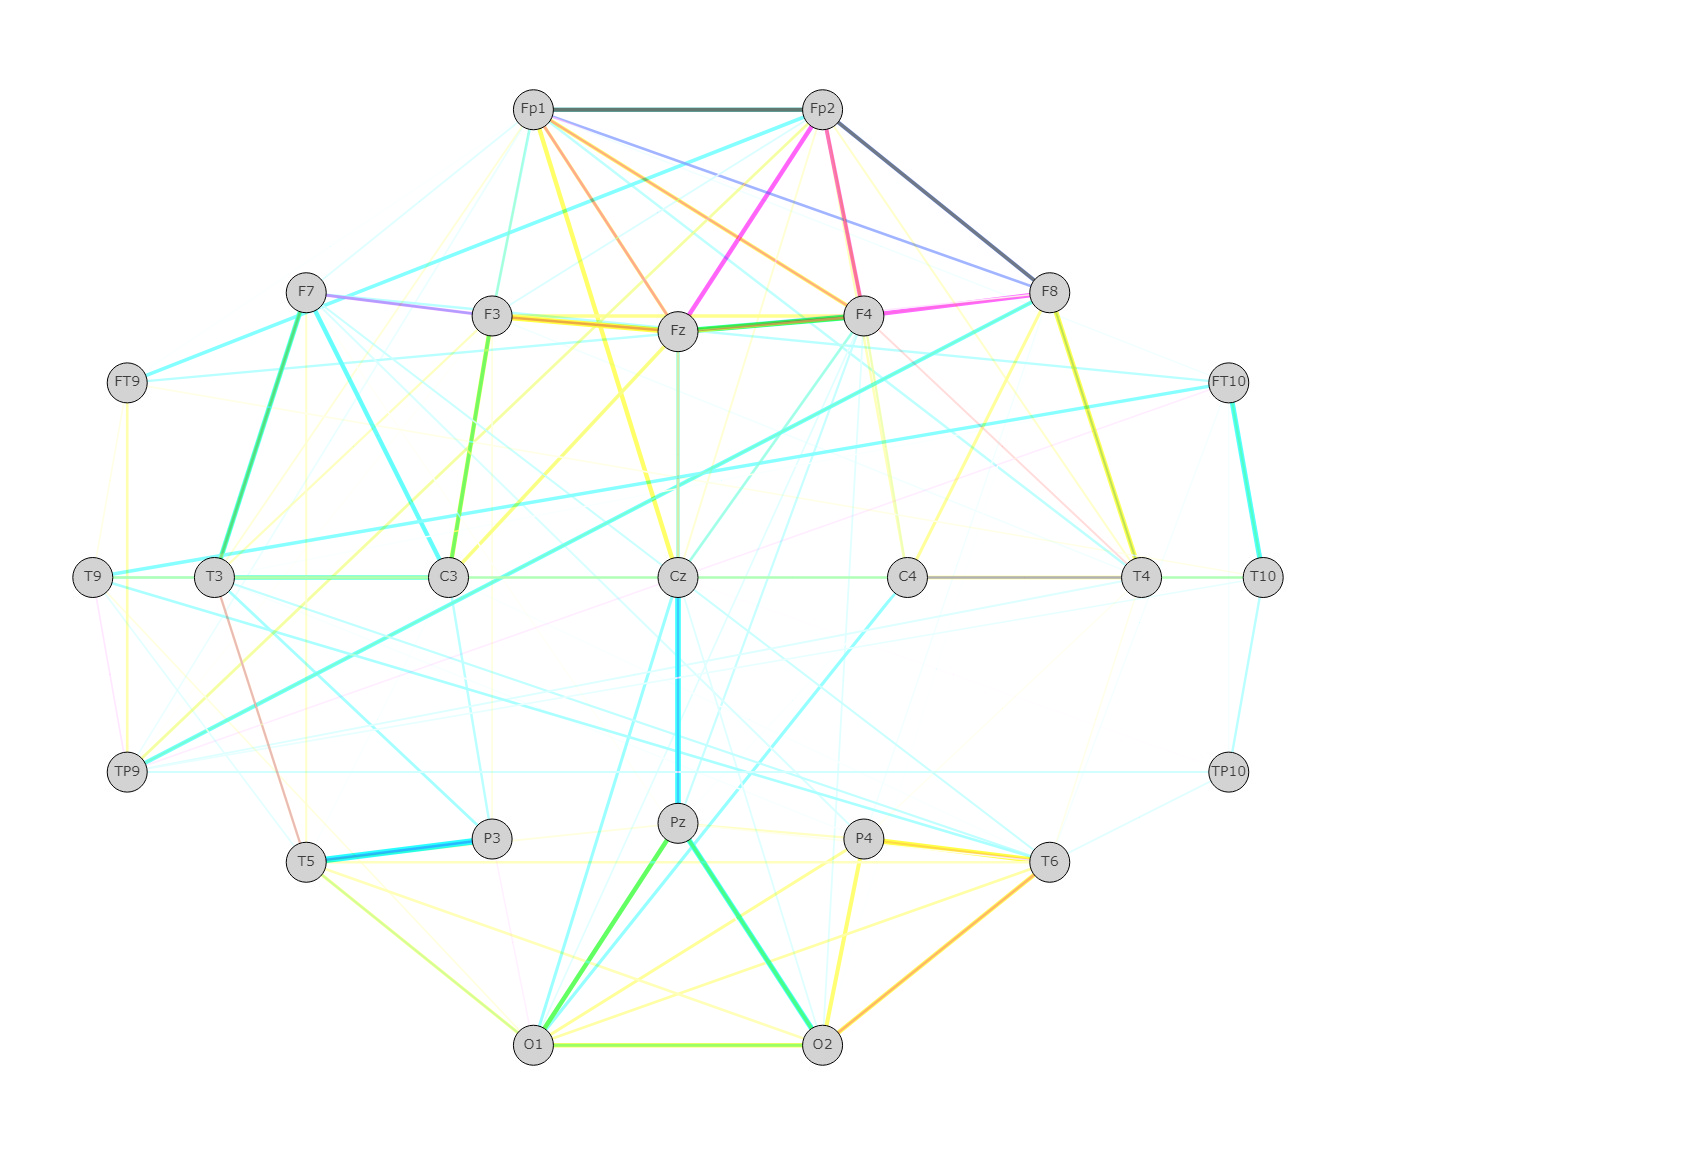 Fp1 Fp2
F7 F3 Fz F4 F8
FT9 FT10
T9 T3 C3 Cz C4 T4 T10
TP9 TP10
T5 P3 Pz P4 T6
O1 O2